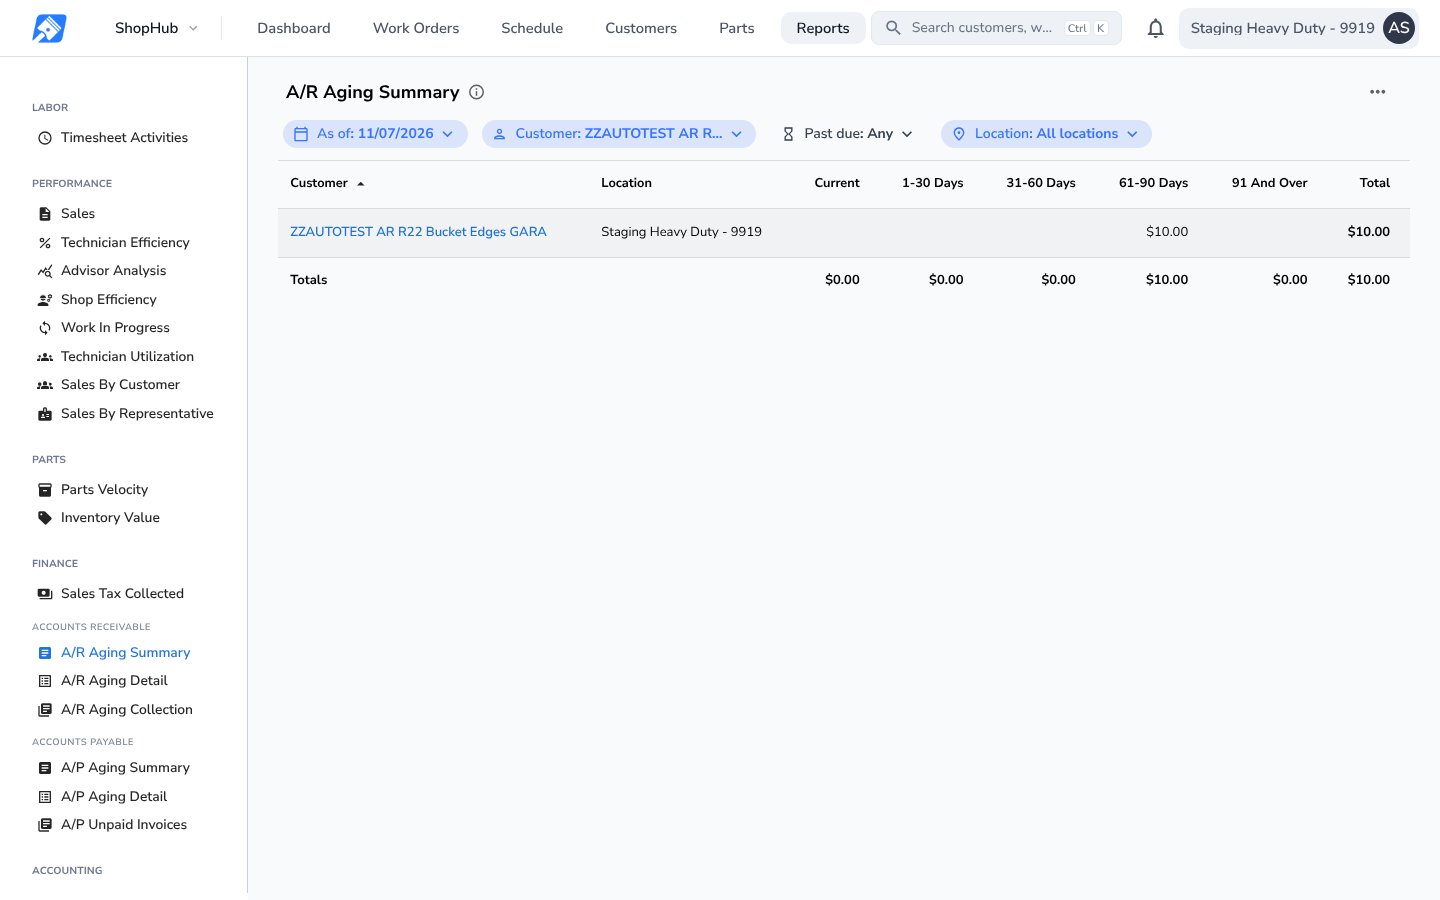 ShopHub
Dashboard
Work Orders
Schedule
Customers
Parts
Reports
Search customers, w...
Ctrl K
Staging Heavy Duty - 9919
AS
LABOR
Timesheet Activities
PERFORMANCE
Sales
Technician Efficiency
Advisor Analysis
Shop Efficiency
Work In Progress
Technician Utilization
Sales By Customer
Sales By Representative
PARTS
Parts Velocity
Inventory Value
FINANCE
Sales Tax Collected
ACCOUNTS RECEIVABLE
A/R Aging Summary
A/R Aging Detail
A/R Aging Collection
ACCOUNTS PAYABLE
A/P Aging Summary
A/P Aging Detail
A/P Unpaid Invoices
ACCOUNTING
A/R Aging Summary
As of: 11/07/2026
Customer: ZZAUTOTEST AR R...
Past due: Any
Location: All locations
Customer Location Current 1-30 Days 31-60 Days 61-90 Days 91 And Over Total
ZZAUTOTEST AR R22 Bucket Edges GARA Staging Heavy Duty - 9919 $10.00 $10.00
Totals $0.00 $0.00 $0.00 $10.00 $0.00 $10.00